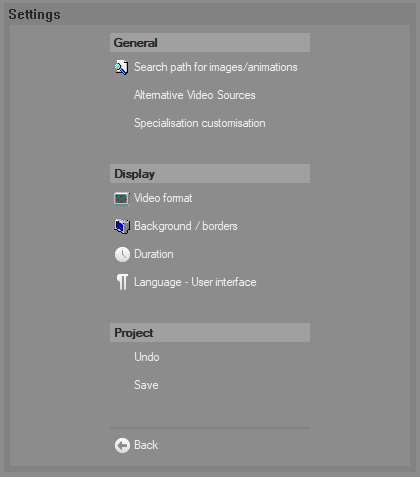 Settings
General
Search path for images/animations
Alternative Video Sources
Specialisation customisation
Display
Video format
Background / borders
Duration
Language - User interface
Project
Undo
Save
Back